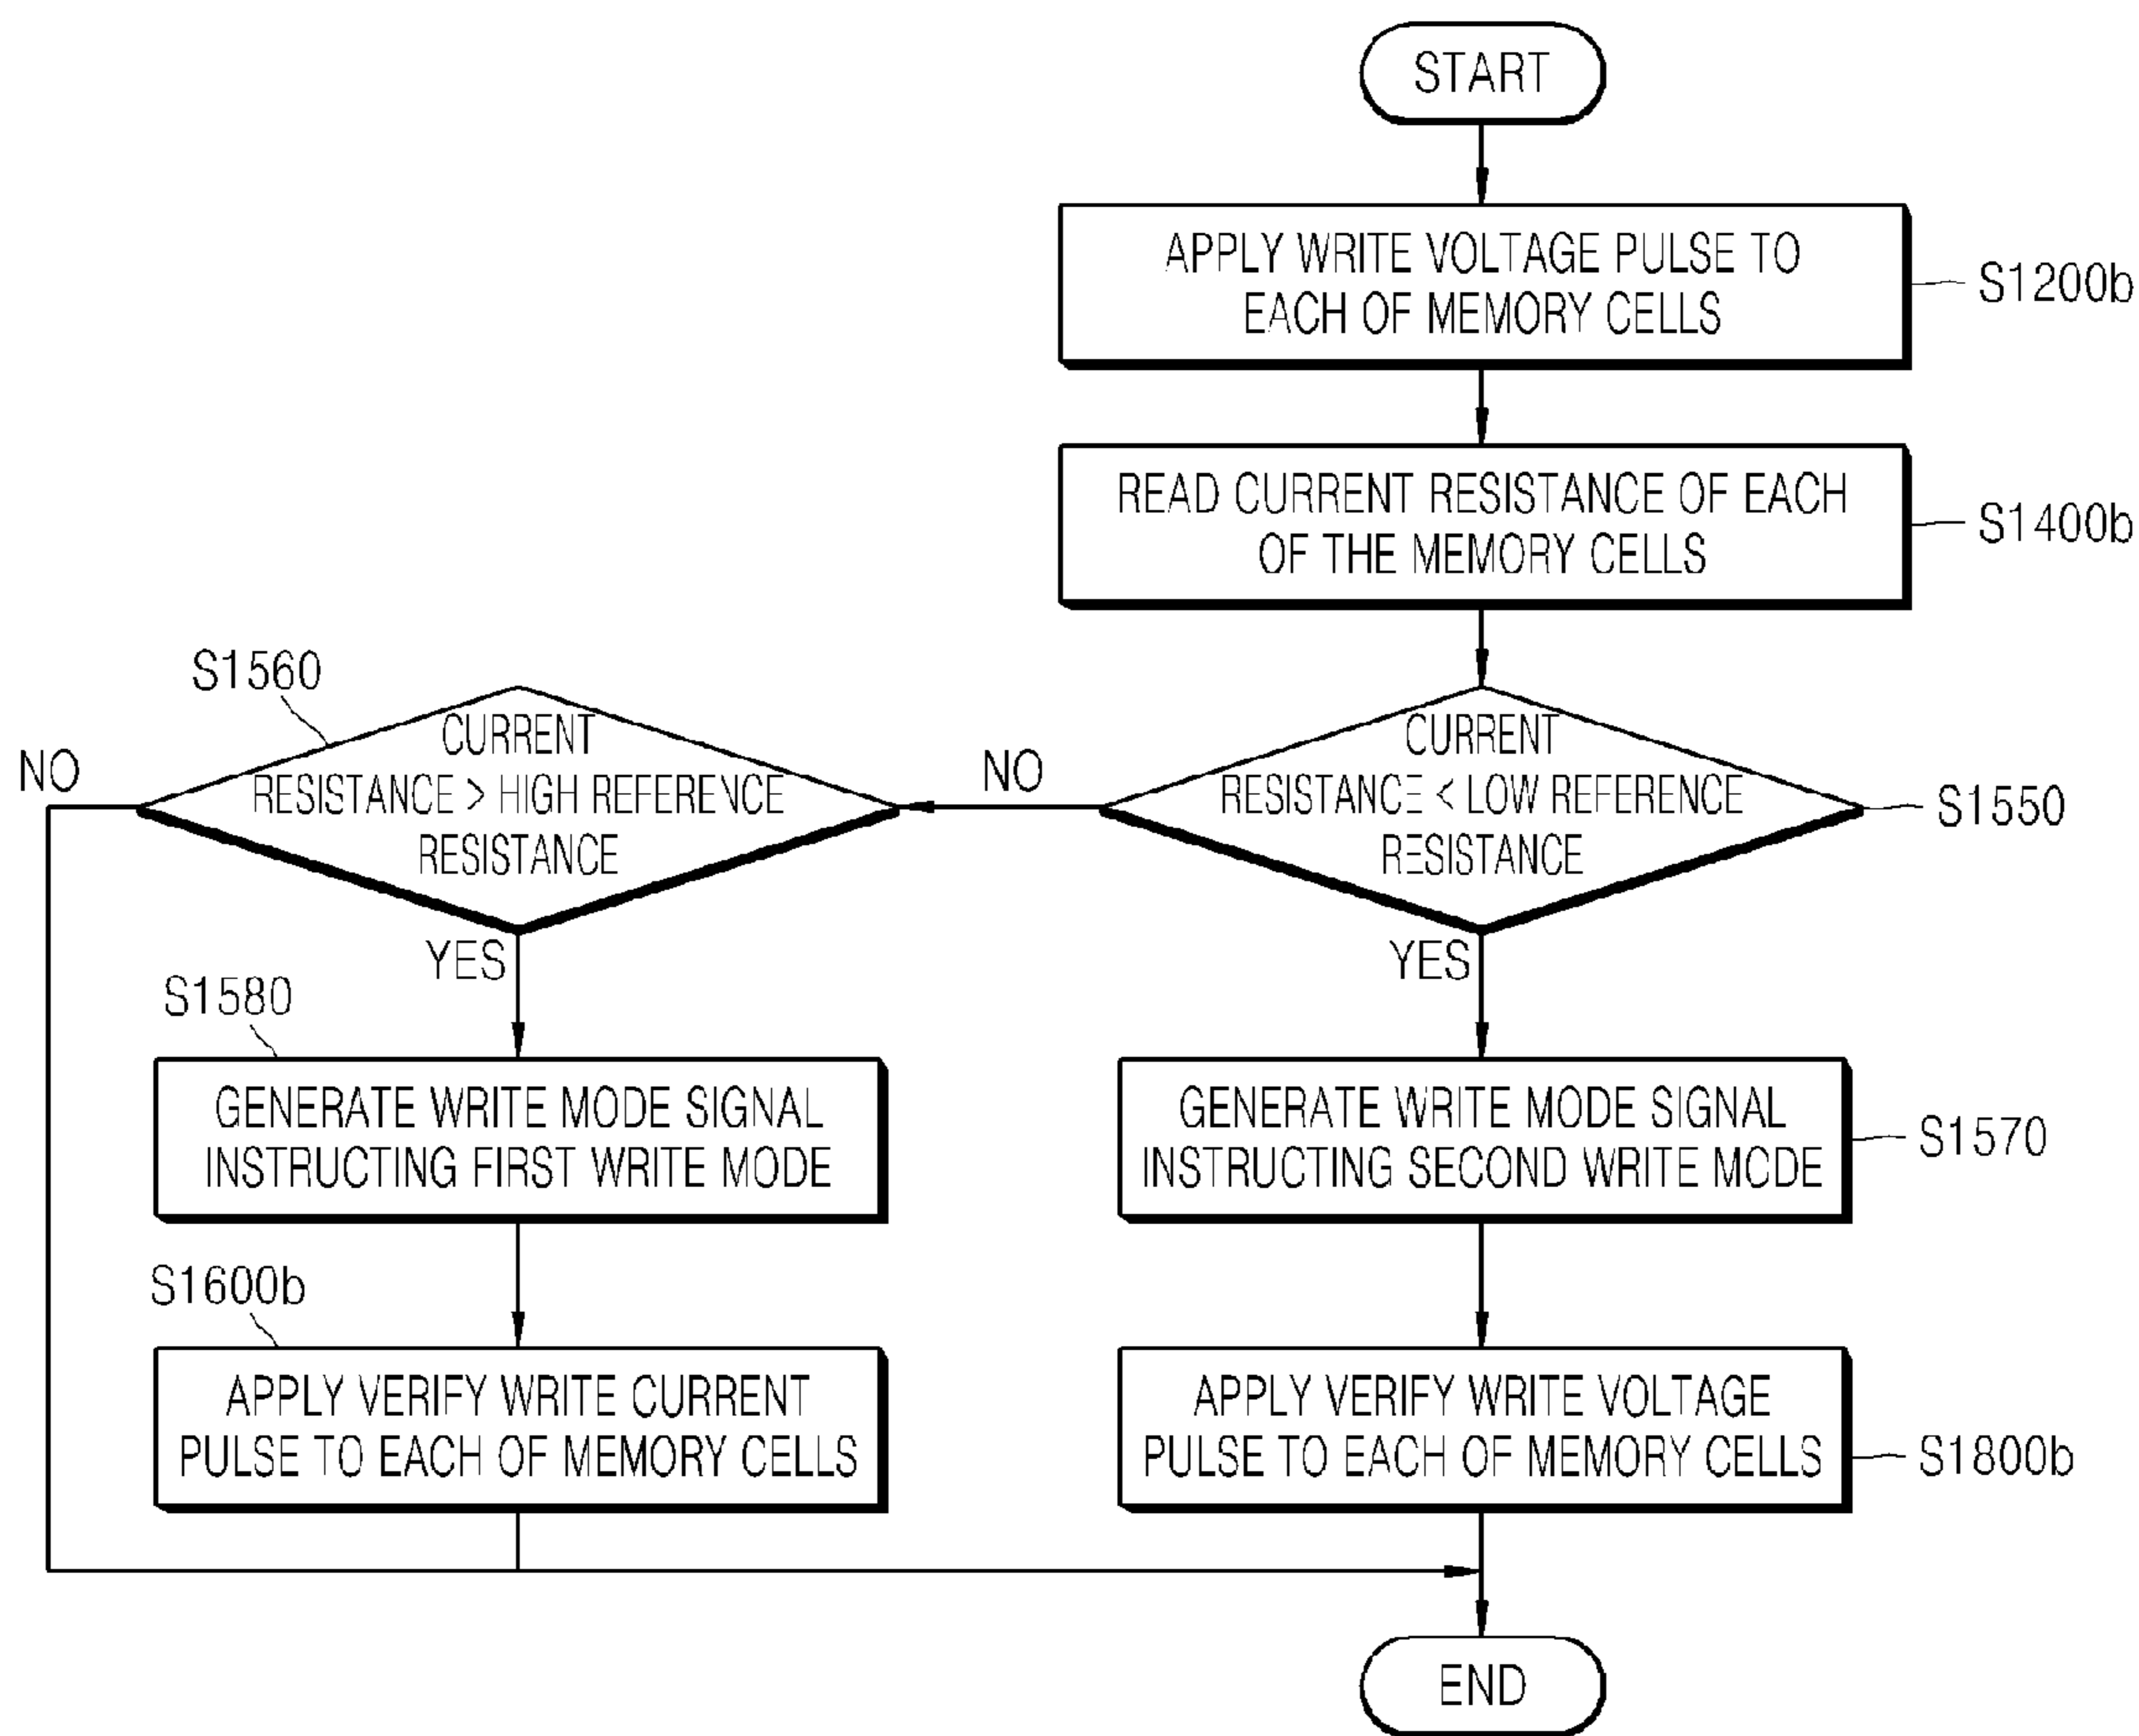 START
APPLY WRITE VOLTAGE PULSE TO
EACH OF MEMORY CELLS
S1200b
READ CURRENT RESISTANCE OF EACH
OF THE MEMORY CELLS
S1400b
S1560
CURRENT
RESISTANCE > HIGH REFERENCE
RESISTANCE
NO
NO
CURRENT
RESISTANCE < LOW REFERENCE
RESISTANCE
S1550
YES
YES
S1580
GENERATE WRITE MODE SIGNAL
INSTRUCTING FIRST WRITE MODE
GENERATE WRITE MODE SIGNAL
INSTRUCTING SECOND WRITE MODE
S1570
S1600b
APPLY VERIFY WRITE CURRENT
PULSE TO EACH OF MEMORY CELLS
APPLY VERIFY WRITE VOLTAGE
PULSE TO EACH OF MEMORY CELLS
S1800b
END